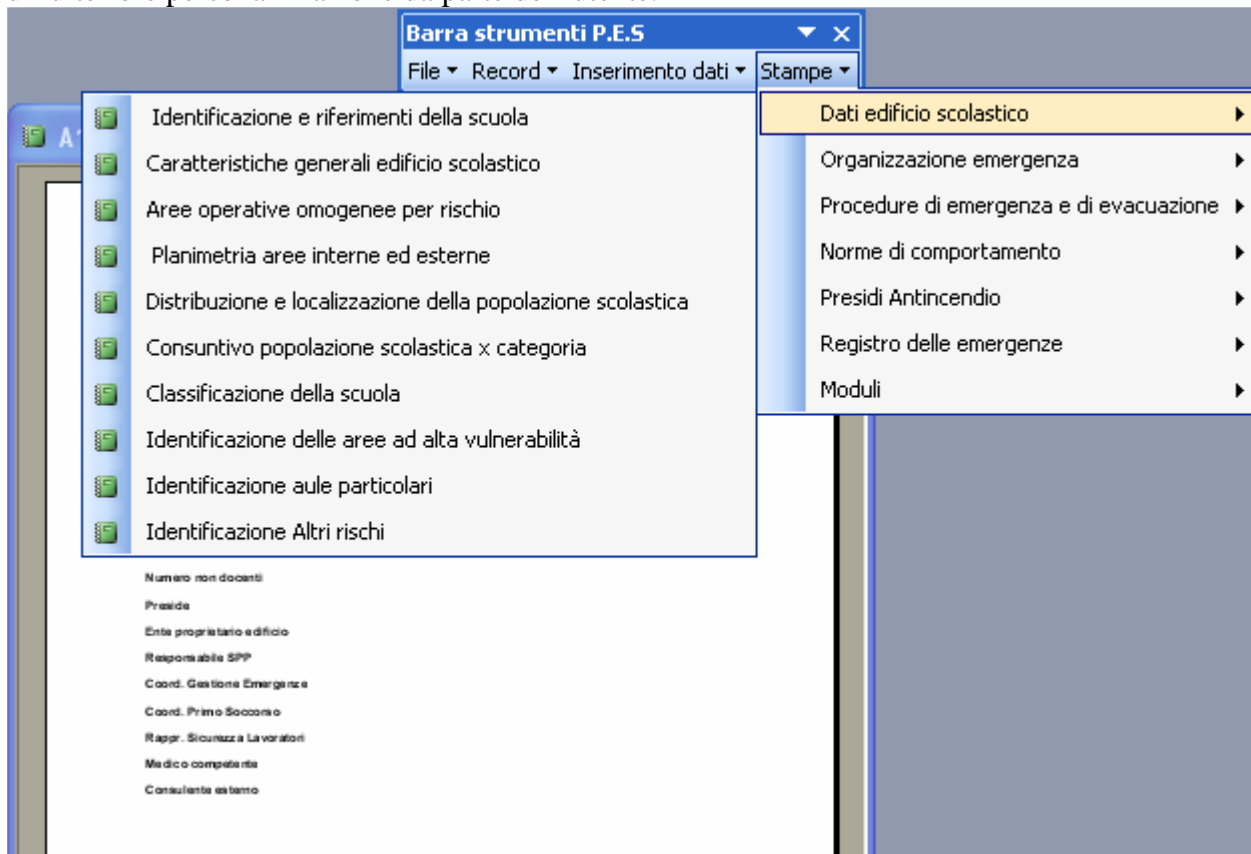 Barra strumenti P.E.S
File Record Inserimento dati Stampe
Dati edificio scolastico
Organizzazione emergenza
Procedure di emergenza e di evacuazione
Norme di comportamento
Presidi Antincendio
Registro delle emergenze
Moduli
Identificazione e riferimenti della scuola
Caratteristiche generali edificio scolastico
Aree operative omogenee per rischio
Planimetria aree interne ed esterne
Distribuzione e localizzazione della popolazione scolastica
Consuntivo popolazione scolastica x categoria
Classificazione della scuola
Identificazione delle aree ad alta vulnerabilità
Identificazione aule particolari
Identificazione Altri rischi
Numero non docenti
Preside
Ente proprietario edificio
Responsabile SPP
Coord. Gestione Emergenze
Coord. Primo Soccorso
Rappr. Sicurezza Lavoratori
Medico competente
Consulente esterno